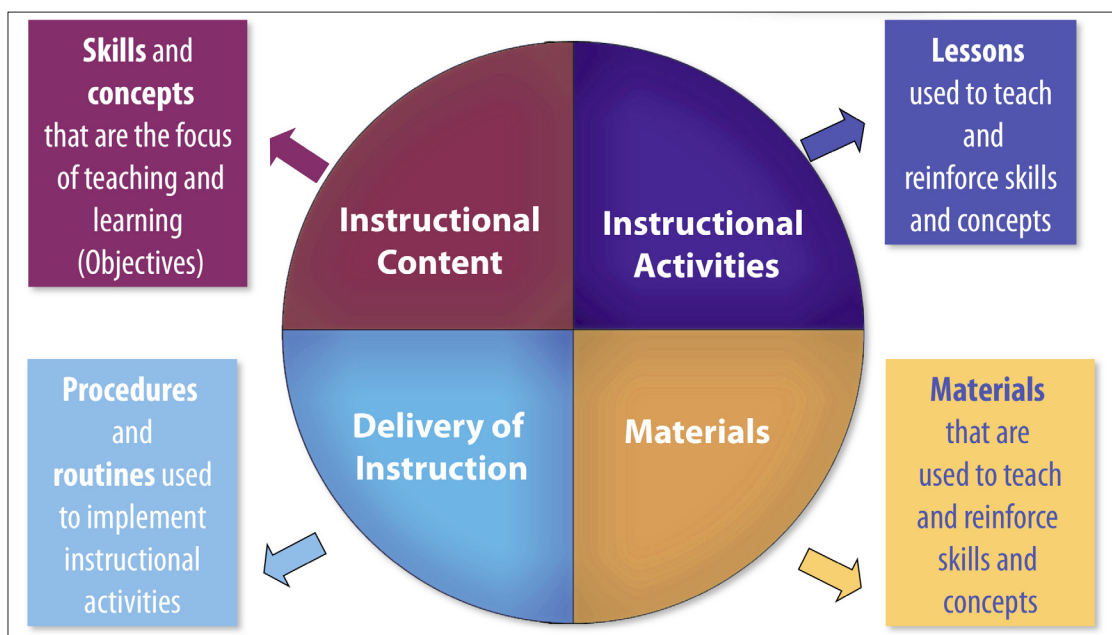 Skills and
concepts
that are the focus
of teaching and
learning
(Objectives)
Instructional
Content
Instructional
Activities
Lessons
used to teach
and
reinforce skills
and concepts
Procedures
and
routines used
to implement
instructional
activities
Delivery of
Instruction
Materials
Materials
that are
used to teach
and reinforce
skills and
concepts